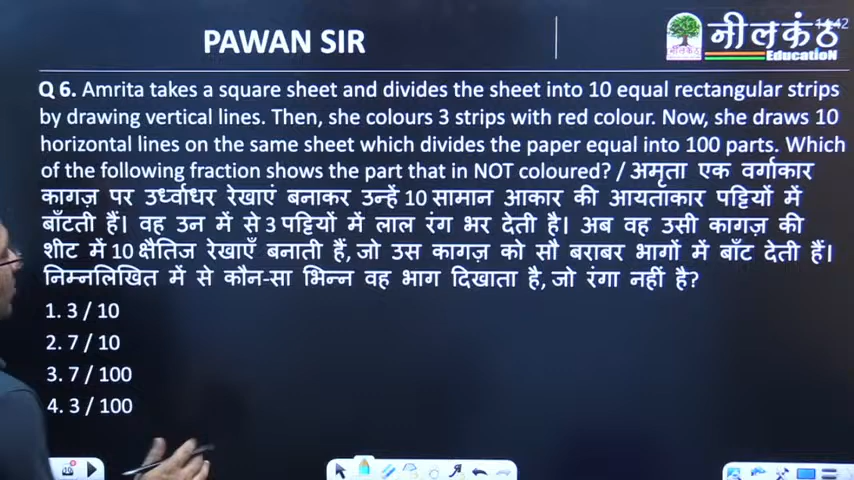 PAWAN SIR
नीलकंठ
EducatioN
Q 6. Amrita takes a square sheet and divides the sheet into 10 equal rectangular strips
by drawing vertical lines. Then, she colours 3 strips with red colour. Now, she draws 10
horizontal lines on the same sheet which divides the paper equal into 100 parts. Which
of the following fraction shows the part that in NOT coloured? / अमृता एक वर्गाकार
कागज़ पर उर्ध्वाधर रेखाएं बनाकर उन्हें 10 सामान आकार की आयताकार पट्टियों में
बाँटती हैं। वह उन में से 3 पट्टियों में लाल रंग भर देती है। अब वह उसी कागज़ की
शीट में 10 क्षैतिज रेखाएँ बनाती हैं, जो उस कागज़ को सौ बराबर भागों में बाँट देती हैं।
निम्नलिखित में से कौन-सा भिन्न वह भाग दिखाता है, जो रंगा नहीं है?
1. 3 / 10
2. 7 / 10
3. 7 / 100
4. 3 / 100